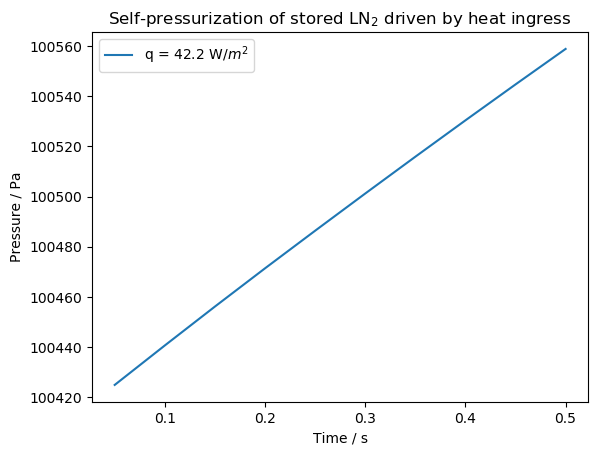 Self-pressurization of stored LN₂ driven by heat ingress
q = 42.2 W/m²
Pressure / Pa
100560
100540
100520
100500
100480
100460
100440
100420
0.1 0.2 0.3 0.4 0.5
Time / s